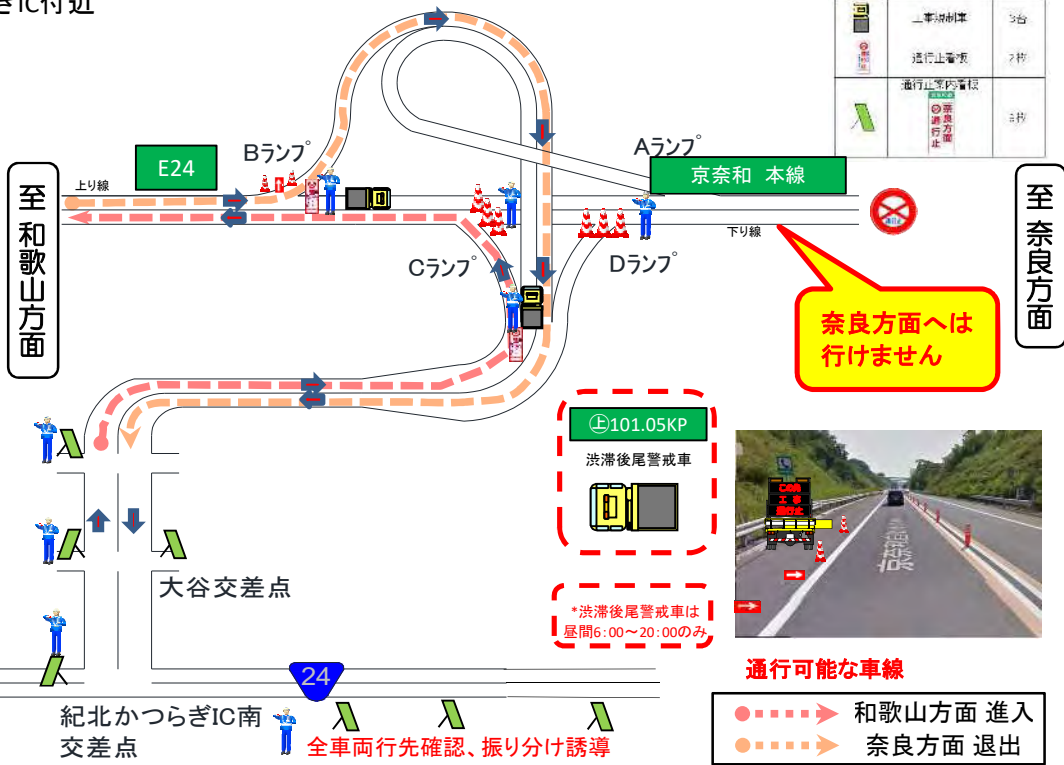 IC付近
工事規制車 3台
通行止看板
通行止案内看板
奈良方面
通行止
Bランプ
Aランプ
E24
京奈和 本線
上り線
下り線
至 和歌山方面
至 奈良方面
Cランプ
Dランプ
奈良方面へは
行けません
㊤101.05KP
渋滞後尾警戒車
この先
工事
通行止
大谷交差点
*渋滞後尾警戒車は
昼間6:00～20:00のみ
通行可能な車線
24
紀北かつらぎIC南
交差点
全車両行先確認、振り分け誘導
和歌山方面 進入
奈良方面 退出